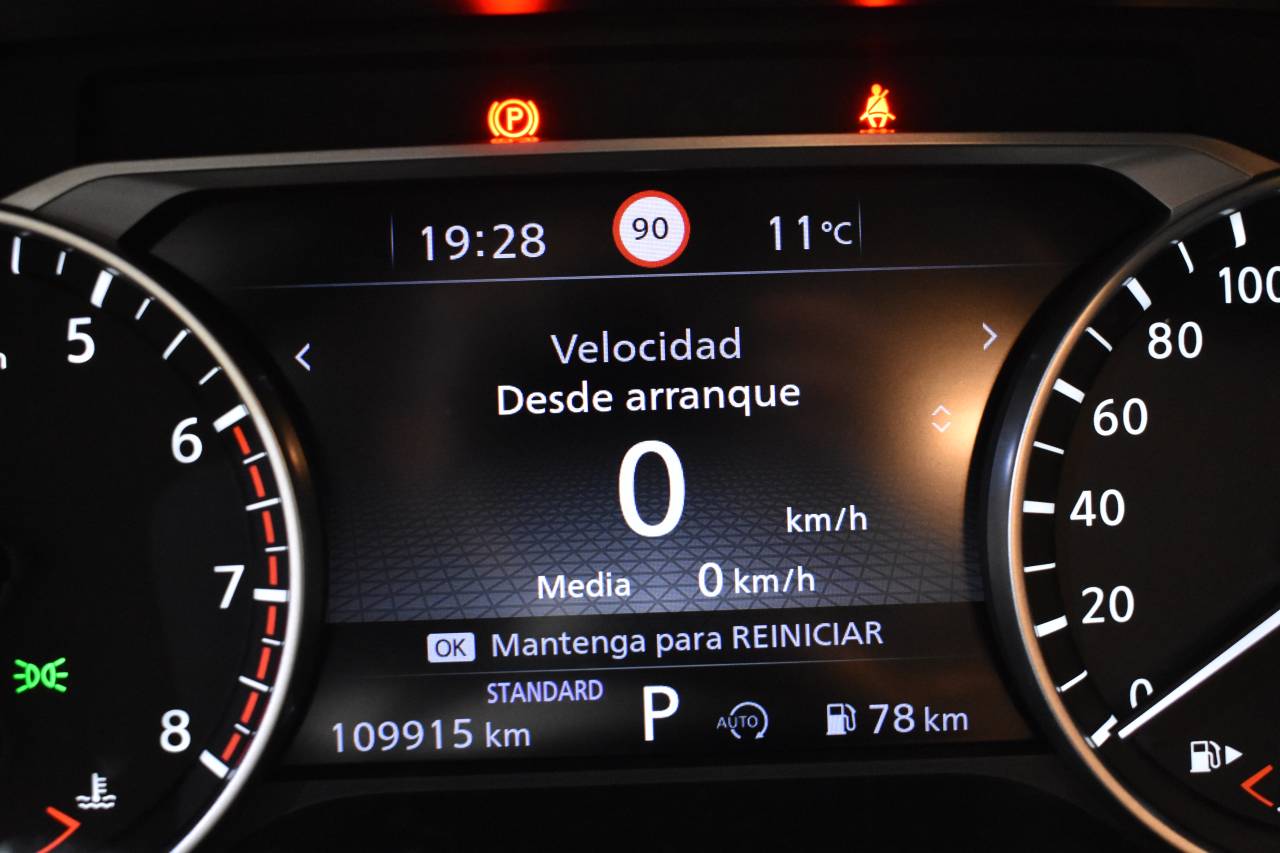 P
19:28
90
11°C
Velocidad
Desde arranque
0
km/h
Media 0 km/h
OK Mantenga para REINICIAR
STANDARD
109915 km
P
AUTO
78 km
5
6
7
8
100
80
60
40
20
0